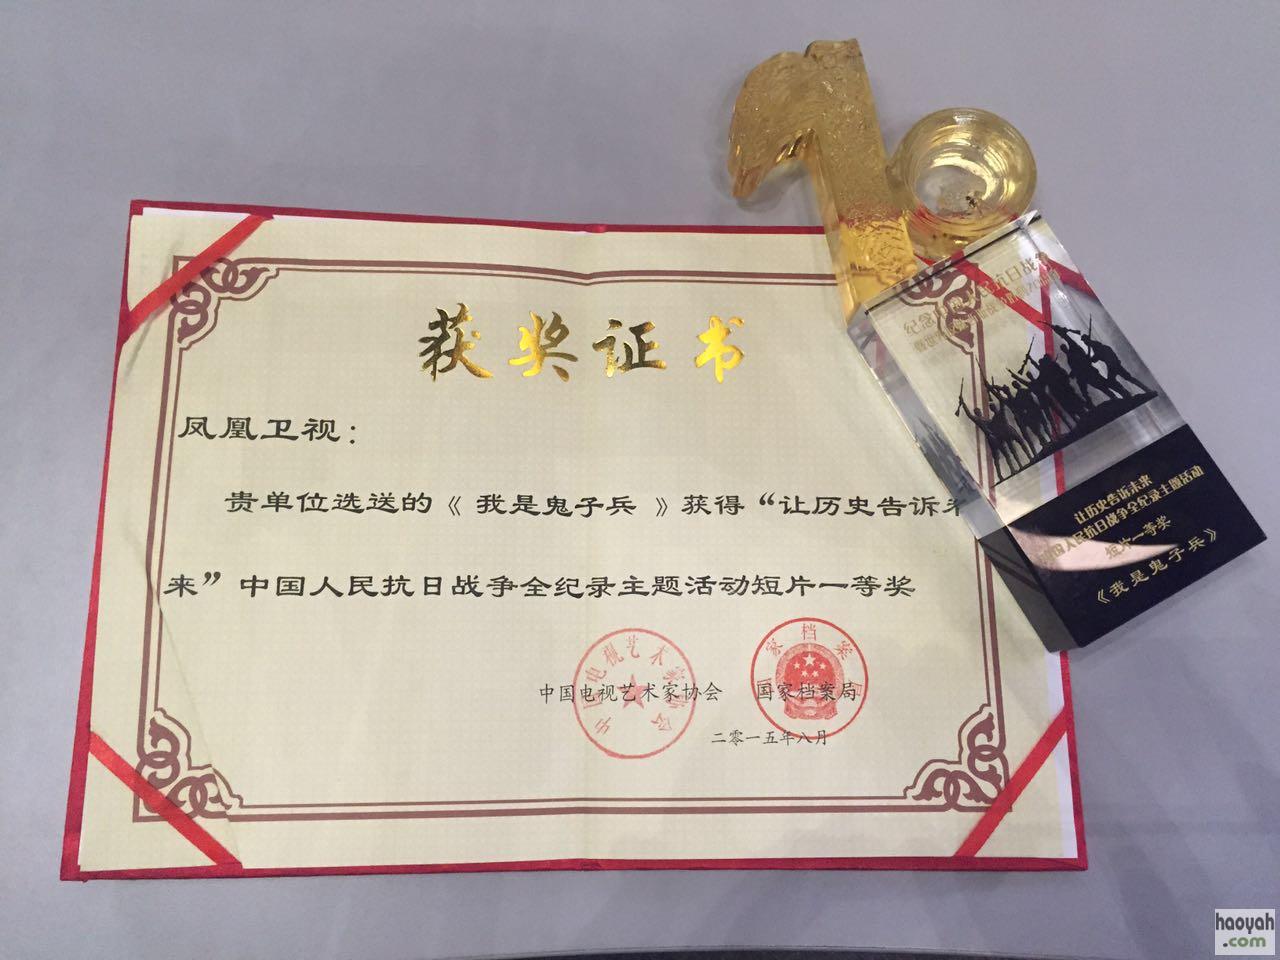 获奖证书
凤凰卫视：
贵单位选送的《 我是鬼子兵 》获得“让历史告诉未
来”中国人民抗日战争全纪录主题活动短片一等奖
中国电视艺术家协会
国家档案局
二零一五年八月
70
让历史告诉未来
中国人民抗日战争全纪录主题活动
短片一等奖
《我是鬼子兵》
haoyah
.com